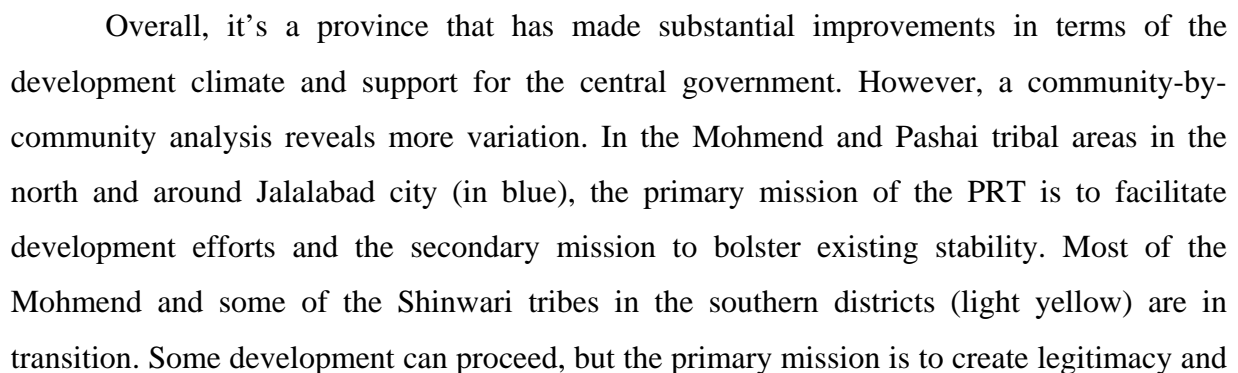 Overall, it’s a province that has made substantial improvements in terms of the
development climate and support for the central government. However, a community-by-
community analysis reveals more variation. In the Mohmend and Pashai tribal areas in the
north and around Jalalabad city (in blue), the primary mission of the PRT is to facilitate
development efforts and the secondary mission to bolster existing stability. Most of the
Mohmend and some of the Shinwari tribes in the southern districts (light yellow) are in
transition. Some development can proceed, but the primary mission is to create legitimacy and